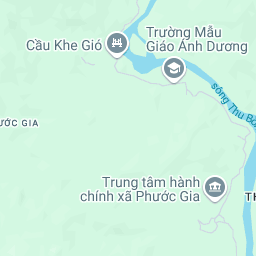 Trường Mẫu
Giáo Ánh Dương
Cầu Khe Gió
sông Thu Bồn
ƯỚC GIA
Trung tâm hành
chính xã Phước Gia
TH